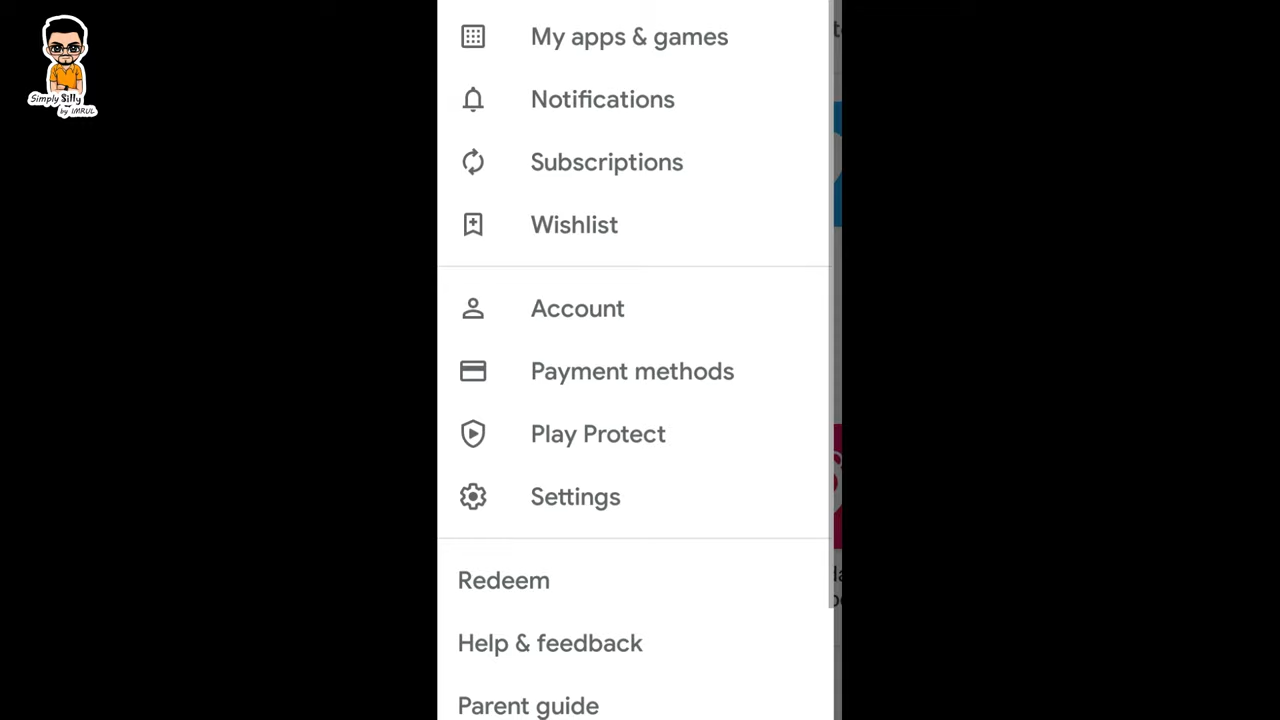 Simply Silly
by IMRUL
My apps & games
Notifications
Subscriptions
Wishlist
Account
Payment methods
Play Protect
Settings
Redeem
Help & feedback
Parent guide